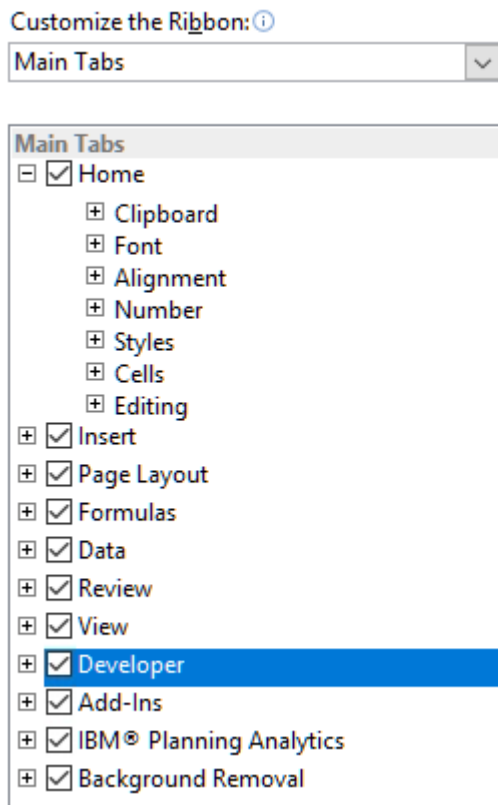 Customize the Ribbon:
Main Tabs
Main Tabs
Home
Clipboard
Font
Alignment
Number
Styles
Cells
Editing
Insert
Page Layout
Formulas
Data
Review
View
Developer
Add-Ins
IBM® Planning Analytics
Background Removal